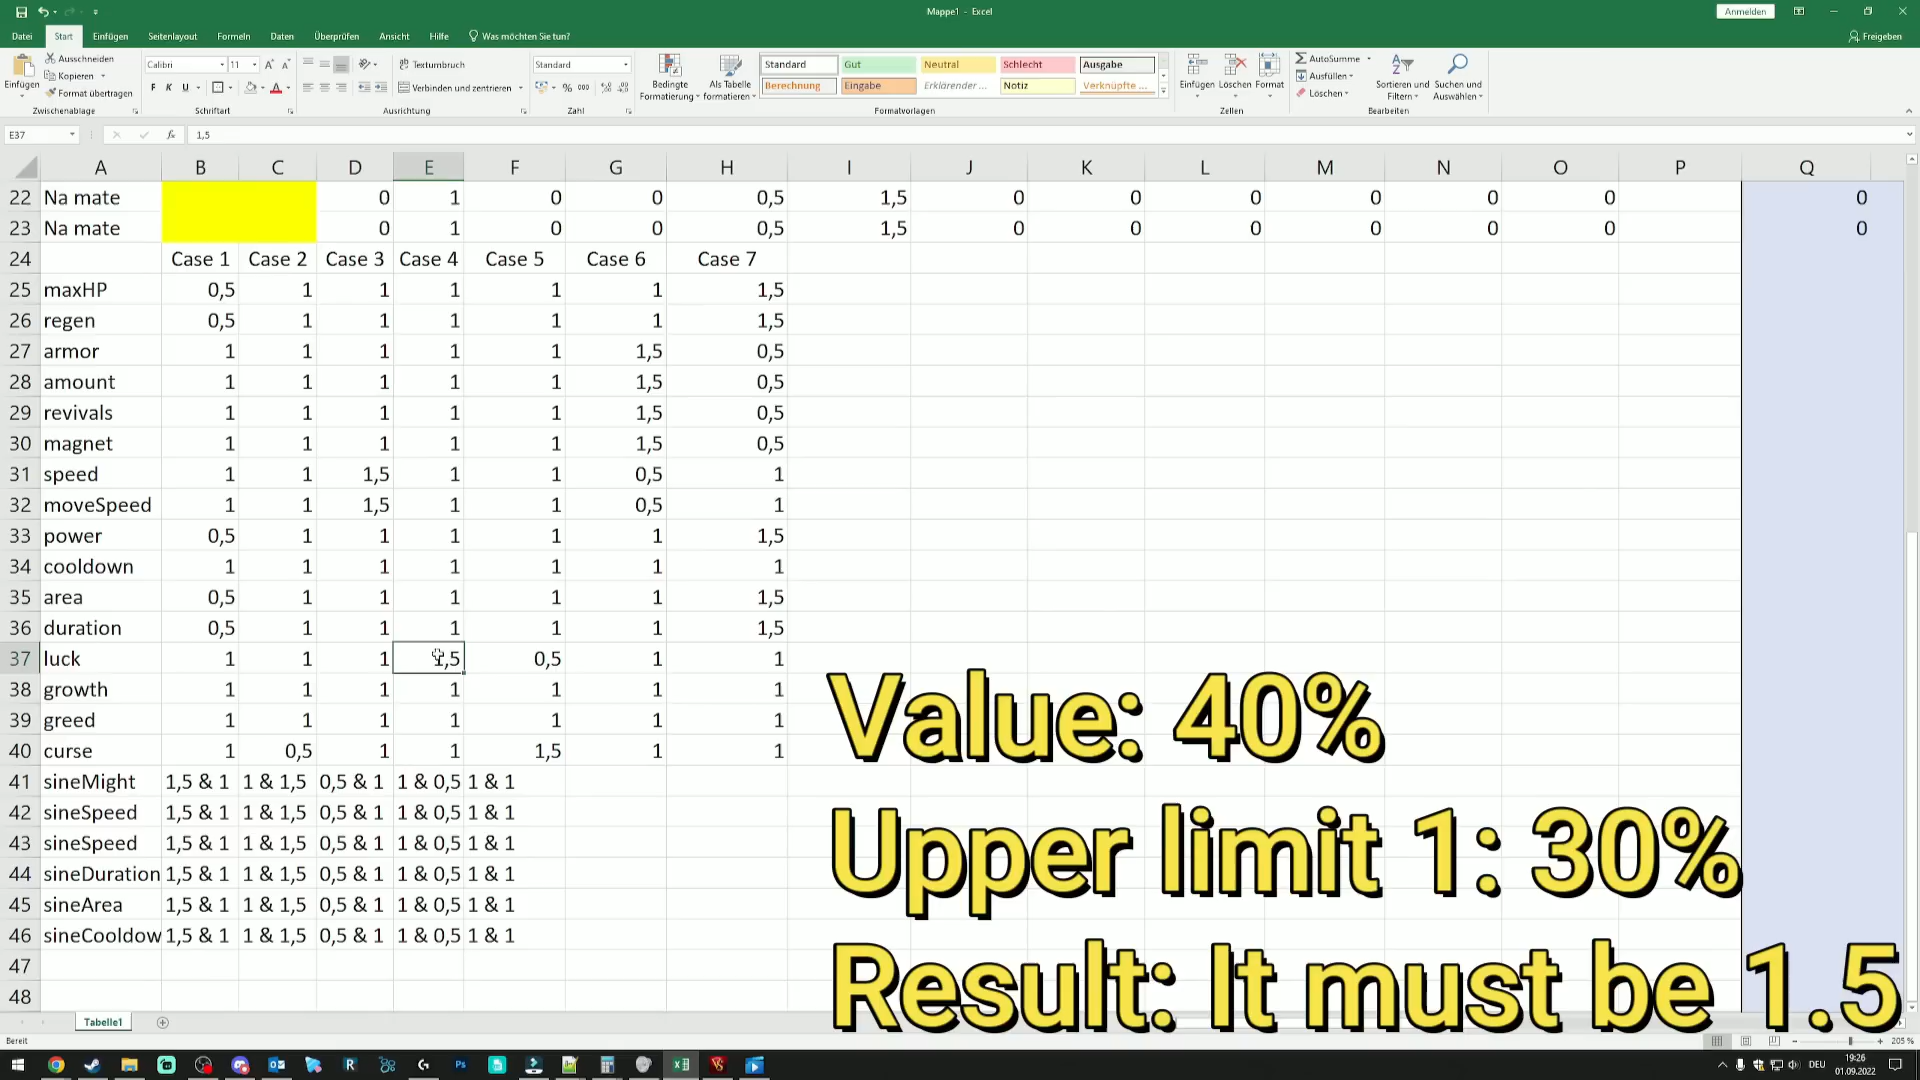 Mappe1 - Excel
Anmelden
Datei Start Einfügen Seitenlayout Formeln Daten Überprüfen Ansicht Hilfe Was möchten Sie tun? Freigeben
Einfügen Ausschneiden Kopieren Format übertragen
Zwischenablage
Calibri 11
F K U
Schriftart
Textumbruch
Verbinden und zentrieren
Ausrichtung
Standard
% 000
Zahl
Bedingte Formatierung
Als Tabelle formatieren
Standard Gut Neutral Schlecht Ausgabe
Berechnung Eingabe Erklärender ... Notiz Verknüpfte ...
Formatvorlagen
Einfügen Löschen Format
Zellen
AutoSumme
Ausfüllen
Löschen
Sortieren und Filtern
Suchen und Auswählen
Bearbeiten
E37 fx 1,5
A B C D E F G H I J K L M N O P Q
22 Na mate 0 1 0 0 0,5 1,5 0 0 0 0 0 0 0
23 Na mate 0 1 0 0 0,5 1,5 0 0 0 0 0 0 0
24 Case 1 Case 2 Case 3 Case 4 Case 5 Case 6 Case 7
25 maxHP 0,5 1 1 1 1 1 1,5
26 regen 0,5 1 1 1 1 1 1,5
27 armor 1 1 1 1 1 1,5 0,5
28 amount 1 1 1 1 1 1,5 0,5
29 revivals 1 1 1 1 1 1,5 0,5
30 magnet 1 1 1 1 1 1,5 0,5
31 speed 1 1 1,5 1 1 0,5 1
32 moveSpeed 1 1 1,5 1 1 0,5 1
33 power 0,5 1 1 1 1 1 1,5
34 cooldown 1 1 1 1 1 1 1
35 area 0,5 1 1 1 1 1 1,5
36 duration 0,5 1 1 1 1 1 1,5
37 luck 1 1 1 1,5 0,5 1 1
38 growth 1 1 1 1 1 1 1
39 greed 1 1 1 1 1 1 1
40 curse 1 0,5 1 1 1,5 1 1
41 sineMight 1,5 & 1 1 & 1,5 0,5 & 1 1 & 0,5 1 & 1
42 sineSpeed 1,5 & 1 1 & 1,5 0,5 & 1 1 & 0,5 1 & 1
43 sineSpeed 1,5 & 1 1 & 1,5 0,5 & 1 1 & 0,5 1 & 1
44 sineDuration 1,5 & 1 1 & 1,5 0,5 & 1 1 & 0,5 1 & 1
45 sineArea 1,5 & 1 1 & 1,5 0,5 & 1 1 & 0,5 1 & 1
46 sineCooldow 1,5 & 1 1 & 1,5 0,5 & 1 1 & 0,5 1 & 1
47
48
Value: 40%
Upper limit 1: 30%
Result: It must be 1.5
Tabelle1
Bereit
205 %
DEU
19:26
01.09.2022